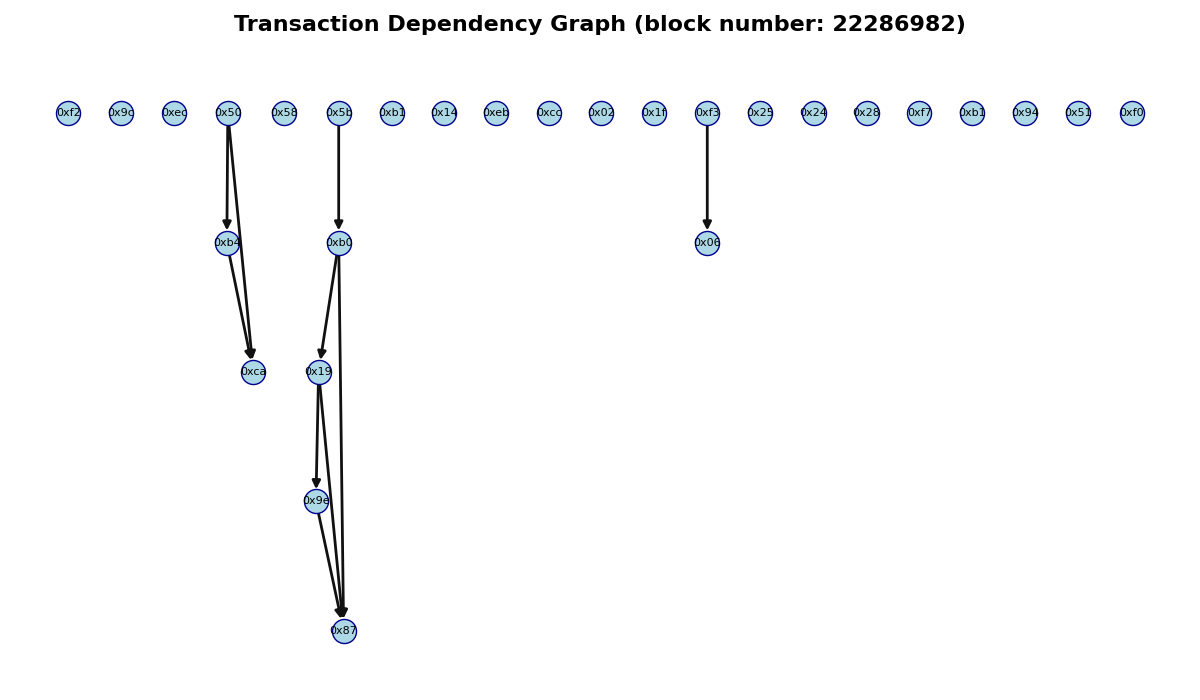 Transaction Dependency Graph (block number: 22286982)
0xf2 0x9c 0xec 0x50 0x58 0x5b 0xb1 0x14 0xeb 0xcc 0x02 0x1f 0xf3 0x25 0x24 0x28 0xf7 0xb1 0x94 0x51 0xf0
0xb4 0xb0 0x06
0xca 0x19
0x9e
0x87